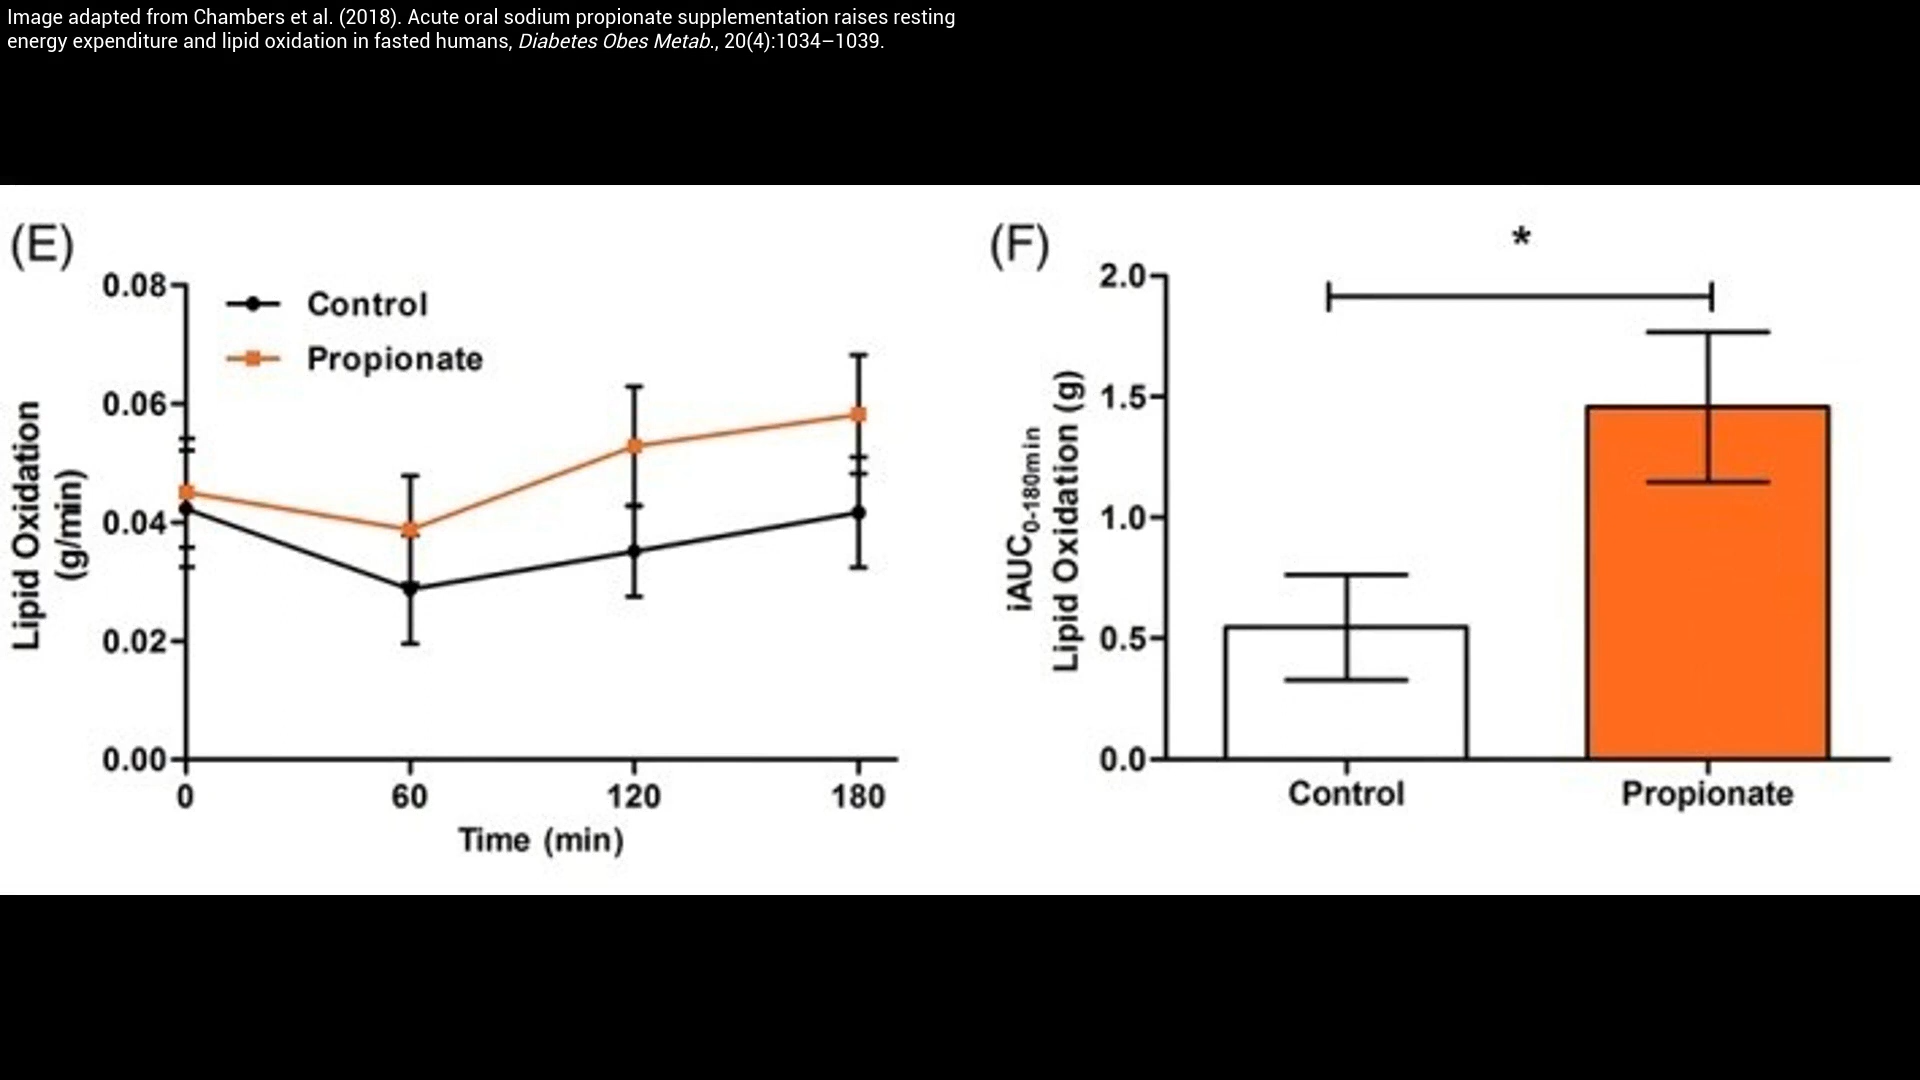 Image adapted from Chambers et al. (2018). Acute oral sodium propionate supplementation raises resting
energy expenditure and lipid oxidation in fasted humans, Diabetes Obes Metab., 20(4):1034–1039.
(E)
0.08
0.06
0.04
0.02
0.00
Lipid Oxidation
(g/min)
Control
Propionate
0 60 120 180
Time (min)
(F)
*
2.0
1.5
1.0
0.5
0.0
iAUC0-180min
Lipid Oxidation (g)
Control Propionate